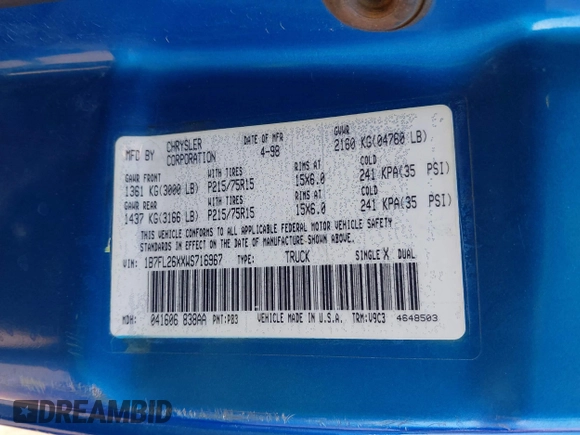 MFD BY CHRYSLER CORPORATION DATE OF MFR 4-98 GVWR 2160 KG(04760 LB)
GAWR FRONT WITH TIRES RIMS AT COLD
1361 KG(3000 LB) P215/75R15 15X6.0 241 KPA(35 PSI)
GAWR REAR WITH TIRES RIMS AT COLD
1437 KG(3166 LB) P215/75R15 15X6.0 241 KPA(35 PSI)
THIS VEHICLE CONFORMS TO ALL APPLICABLE FEDERAL MOTOR VEHICLE SAFETY
STANDARDS IN EFFECT ON THE DATE OF MANUFACTURE SHOWN ABOVE.
VIN: 1B7FL26XXWS716967 TYPE: TRUCK SINGLE X DUAL
MDH: 041606 838AA PNT:PB3 VEHICLE MADE IN U.S.A. TRM:V9C3 4648503
DREAMBID